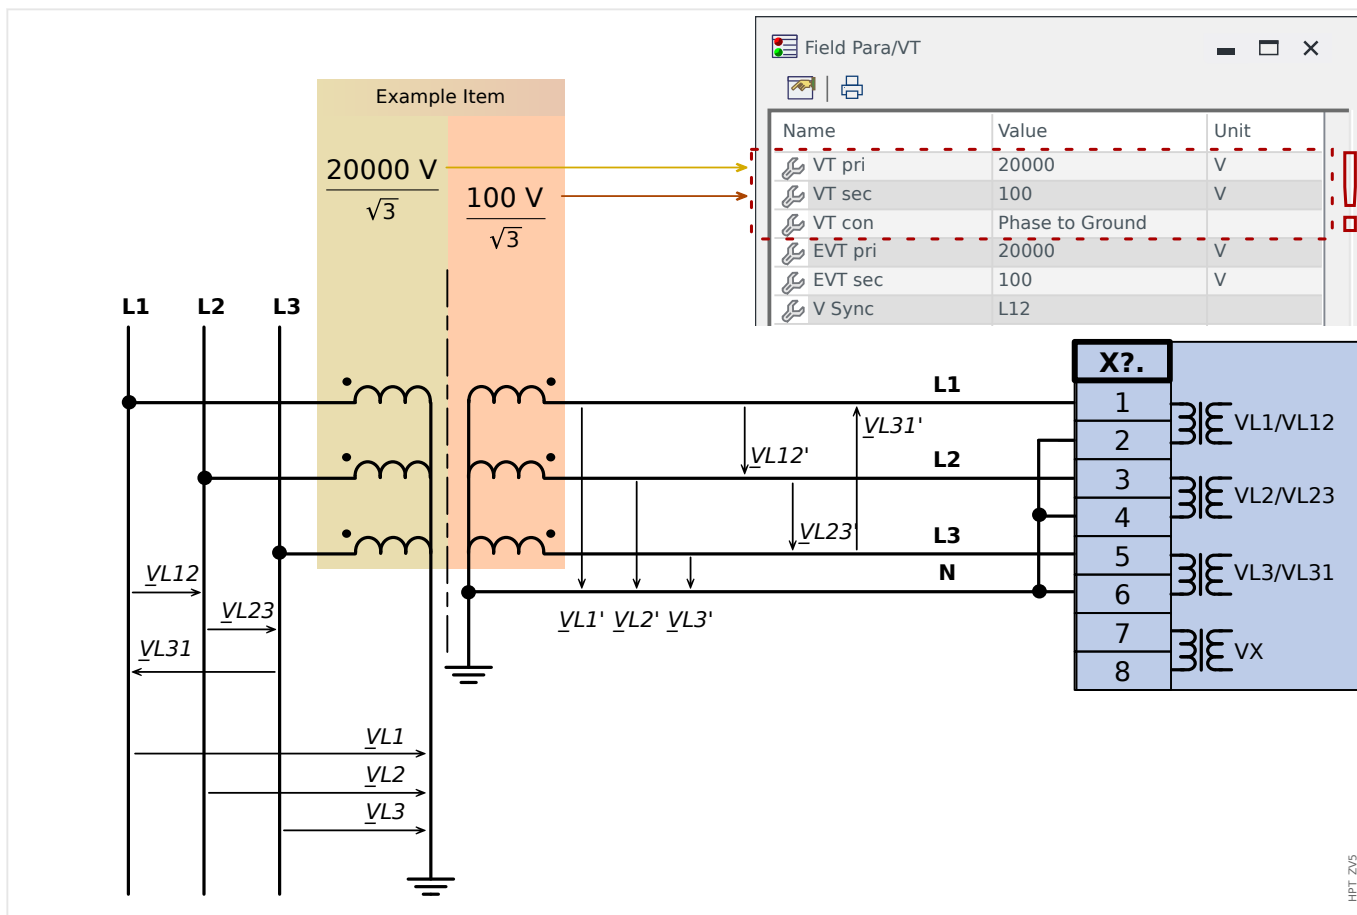 Field Para/VT
Name Value Unit
VT pri 20000 V
VT sec 100 V
VT con Phase to Ground
EVT pri 20000 V
EVT sec 100 V
V Sync L12
Example Item
20000 V
√3
100 V
√3
L1 L2 L3
X?.
L1
1
VL31'
VL1/VL12
2
VL12'
L2
3
VL2/VL23
4
VL23'
L3
5
N
VL3/VL31
6
VL12
VL23
VL31
VL1' VL2' VL3'
7
VX
8
VL1
VL2
VL3
HPT_ZV5